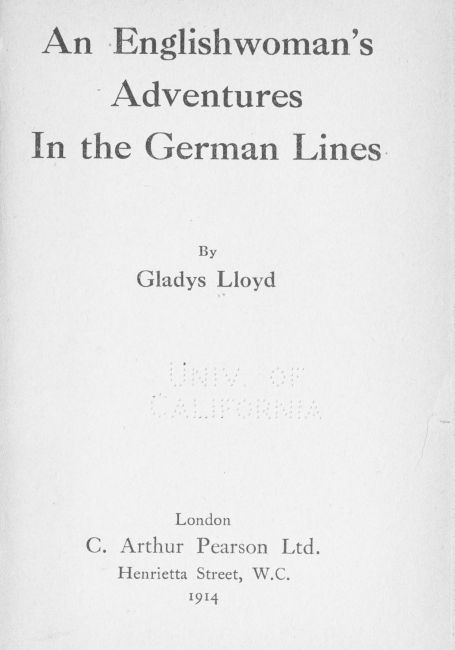 An Englishwoman's
Adventures
In the German Lines
By
Gladys Lloyd
UNIV. OF
CALIFORNIA
London
C. Arthur Pearson Ltd.
Henrietta Street, W.C.
1914